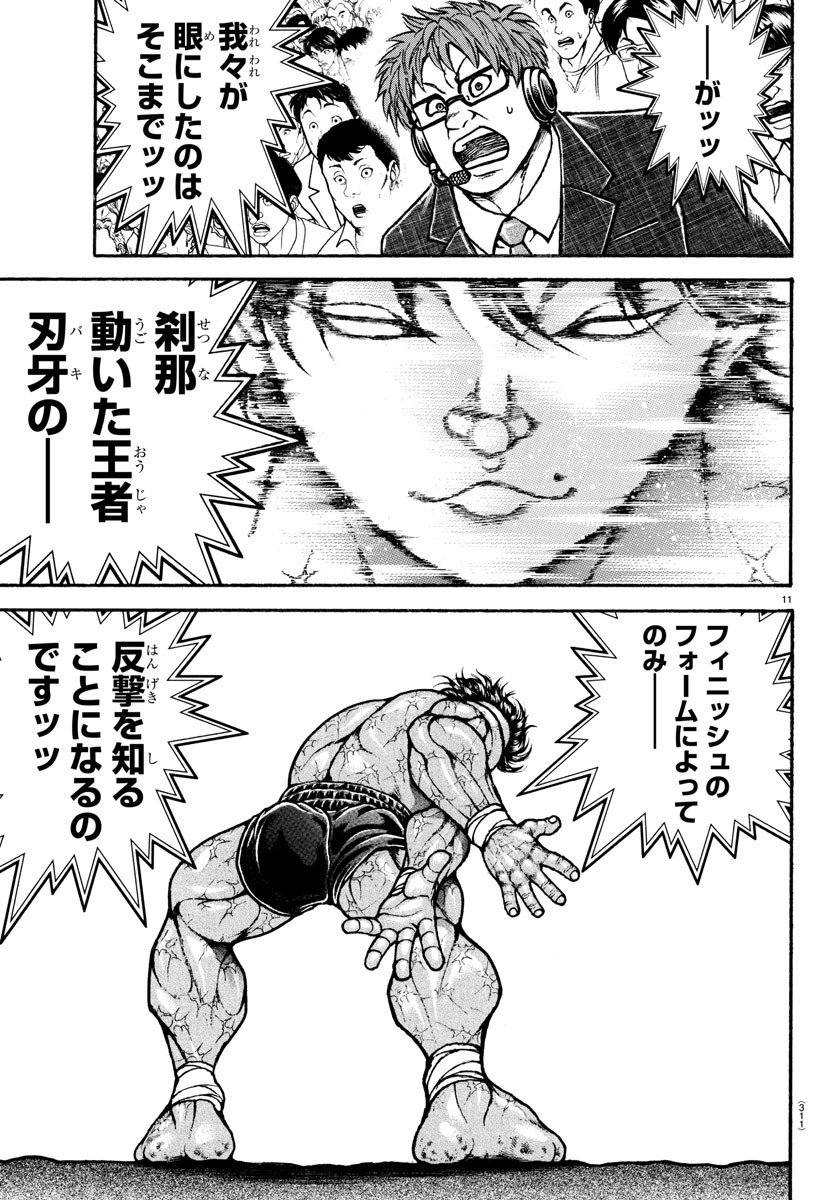 ――がッッ
我々が
眼にしたのは
そこまでッッ
刹那
動いた王者
刃牙の――
11
フィニッシュの
フォームによって
のみ――
反撃を知る
ことになるの
ですッッ
(311)